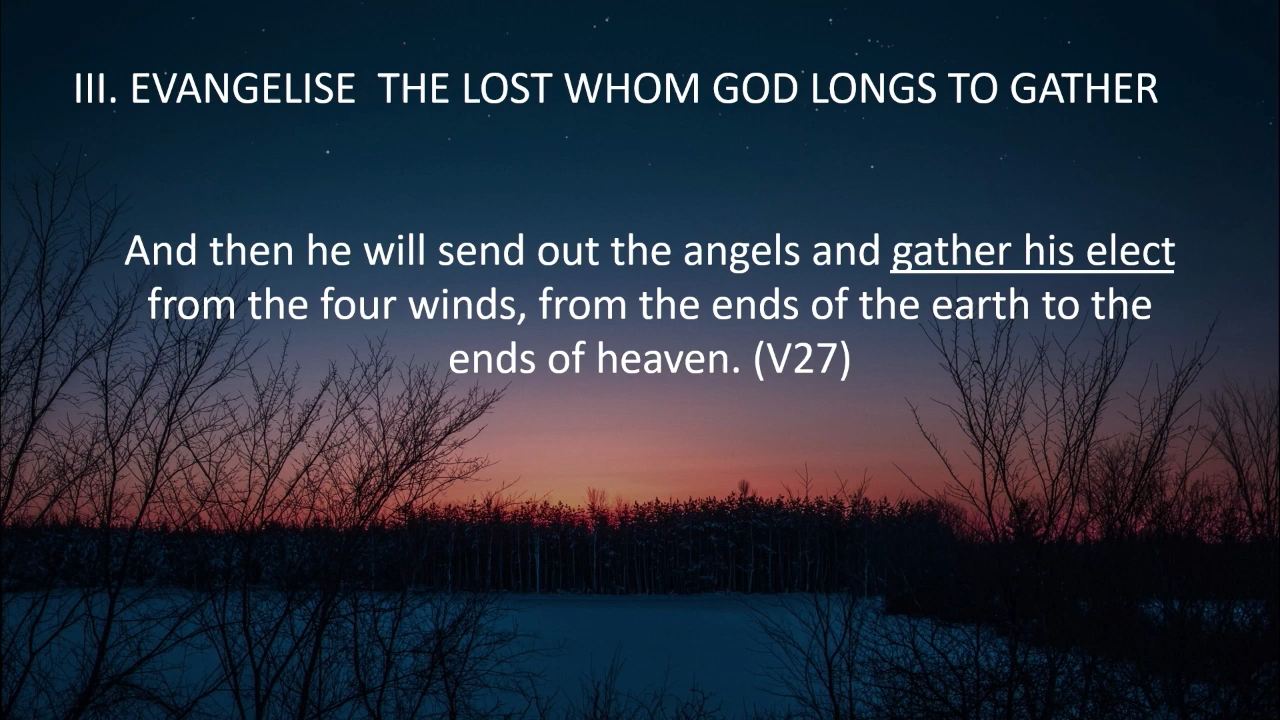 III. EVANGELISE  THE LOST WHOM GOD LONGS TO GATHER
And then he will send out the angels and gather his elect
from the four winds, from the ends of the earth to the
ends of heaven. (V27)